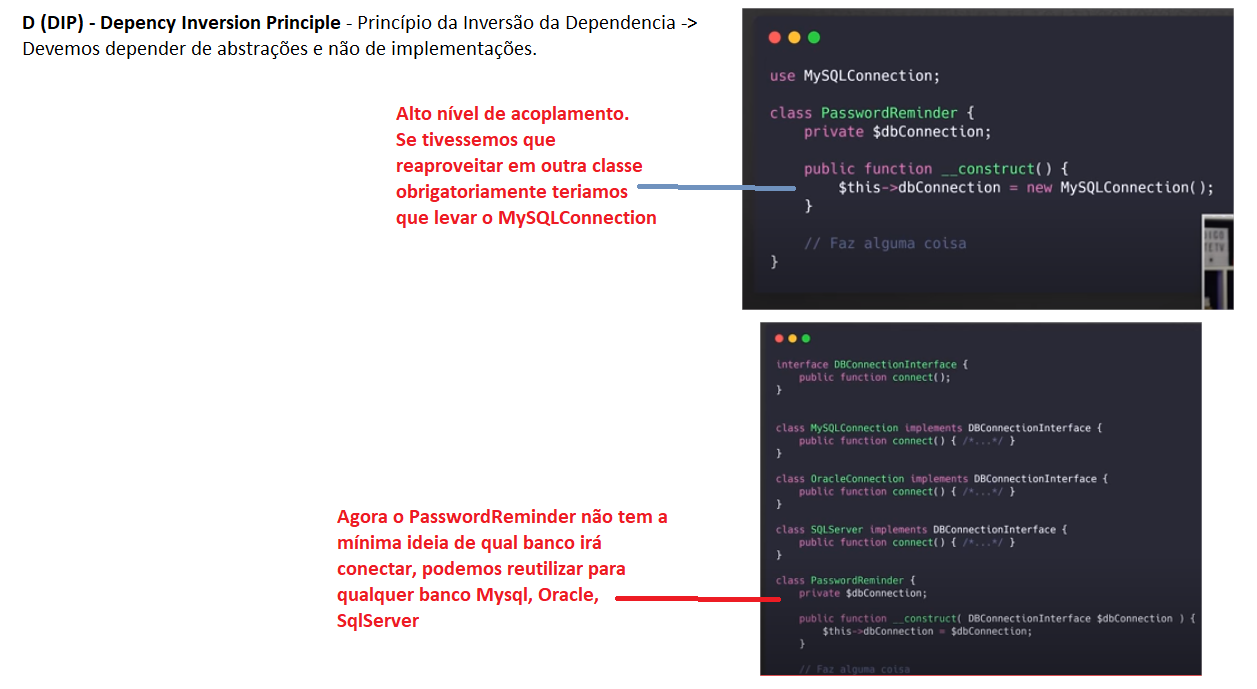 D (DIP) - Depency Inversion Principle - Princípio da Inversão da Dependencia ->
Devemos depender de abstrações e não de implementações.
Alto nível de acoplamento.
Se tivessemos que
reaproveitar em outra classe
obrigatoriamente teriamos
que levar o MySQLConnection
use MySQLConnection;
class PasswordReminder {
    private $dbConnection;
    public function __construct() {
        $this->dbConnection = new MySQLConnection();
    }
    // Faz alguma coisa
}
Agora o PasswordReminder não tem a
mínima ideia de qual banco irá
conectar, podemos reutilizar para
qualquer banco Mysql, Oracle,
SqlServer
interface DBConnectionInterface {
    public function connect();
}
class MySQLConnection implements DBConnectionInterface {
    public function connect() { /*...*/ }
}
class OracleConnection implements DBConnectionInterface {
    public function connect() { /*...*/ }
}
class SQLServer implements DBConnectionInterface {
    public function connect() { /*...*/ }
}
class PasswordReminder {
    private $dbConnection;
    public function __construct( DBConnectionInterface $dbConnection ) {
        $this->dbConnection = $dbConnection;
    }
    // Faz alguma coisa